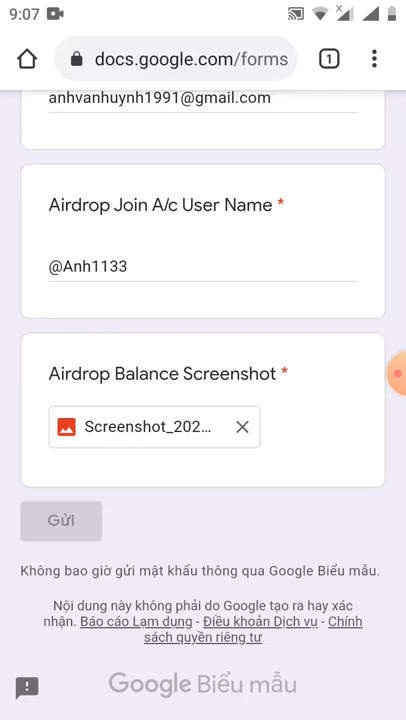 9:07
docs.google.com/forms
1
anhvanhuynh1991@gmail.com
Airdrop Join A/c User Name *
@Anh1133
Airdrop Balance Screenshot *
Screenshot_202...
Gửi
Không bao giờ gửi mật khẩu thông qua Google Biểu mẫu.
Nội dung này không phải do Google tạo ra hay xác
nhận. Báo cáo Lạm dụng - Điều khoản Dịch vụ - Chính
sách quyền riêng tư
Google Biểu mẫu